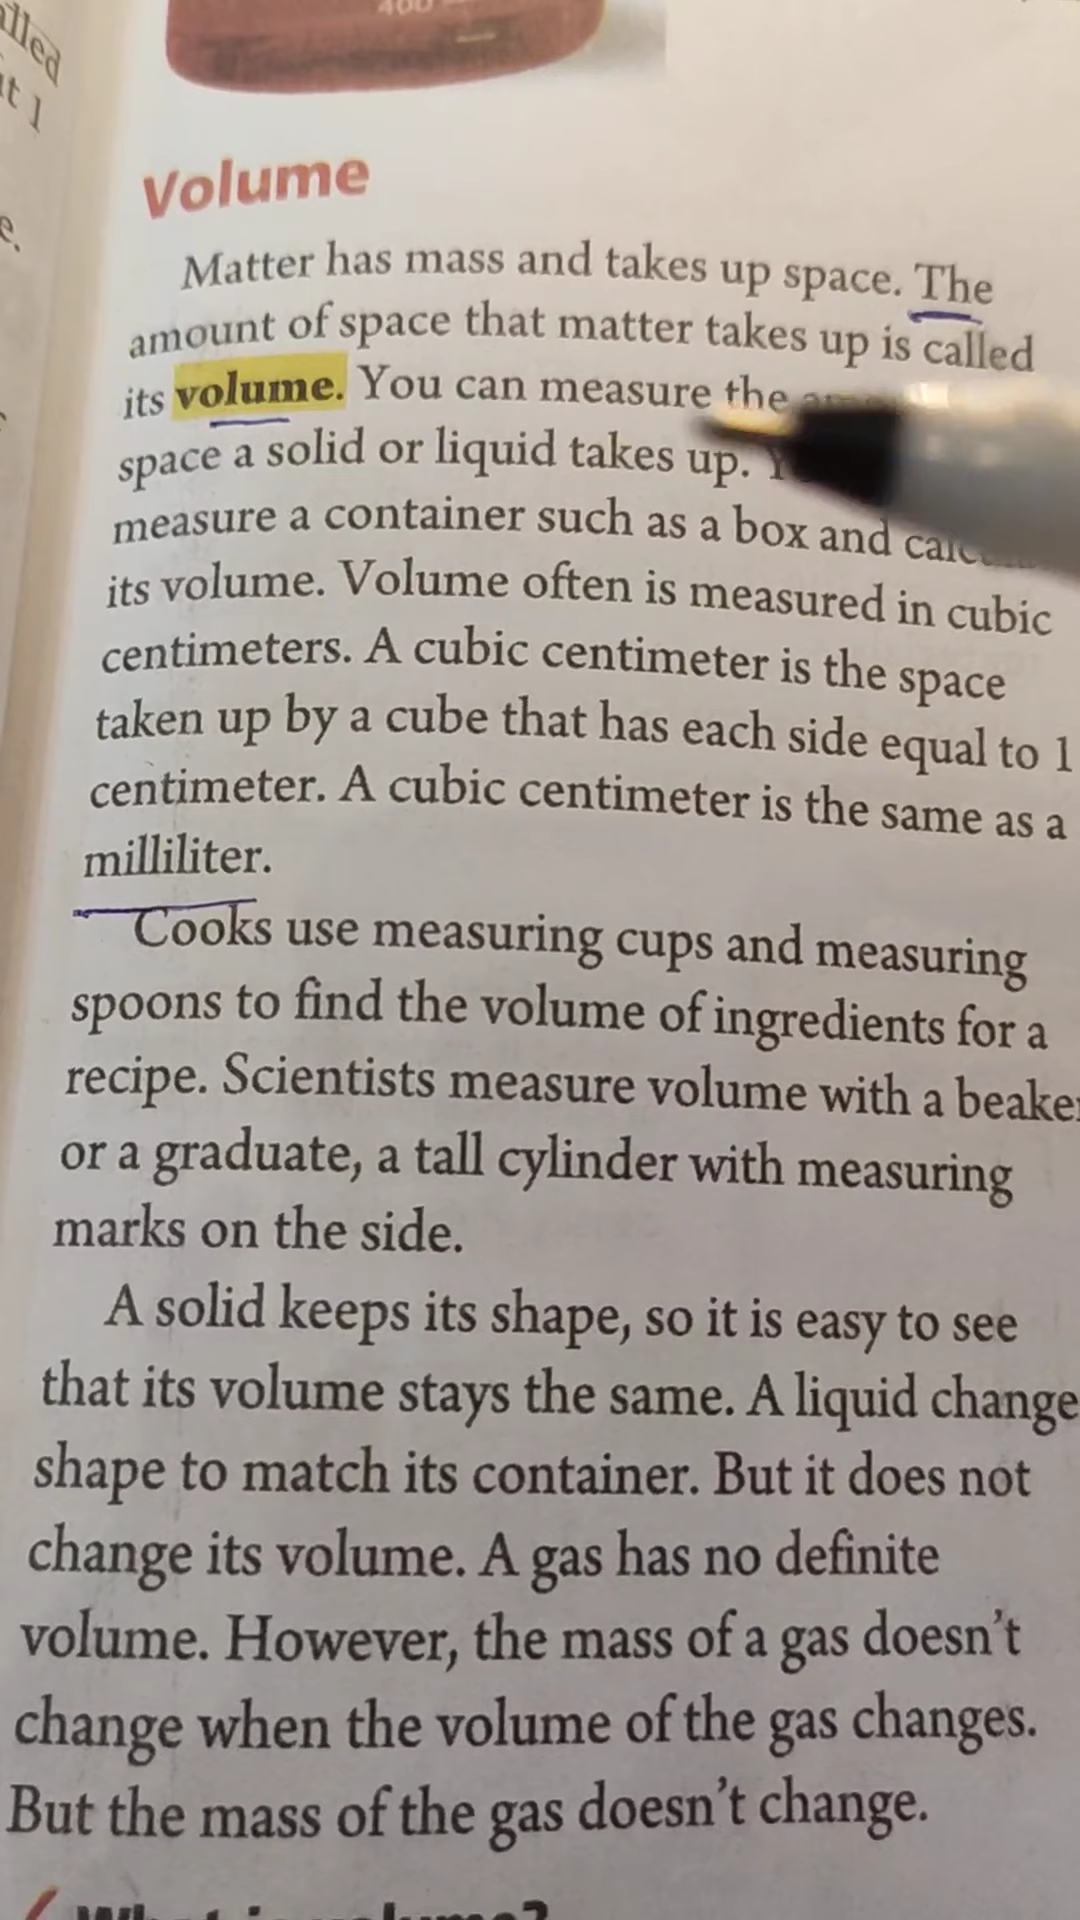 400
alled
it 1
e.
Volume
Matter has mass and takes up space. The
amount of space that matter takes up is called
its volume. You can measure the
space a solid or liquid takes up.
measure a container such as a box and
its volume. Volume often is measured in cubic
centimeters. A cubic centimeter is the space
taken up by a cube that has each side equal to 1
centimeter. A cubic centimeter is the same as a
milliliter.
Cooks use measuring cups and measuring
spoons to find the volume of ingredients for a
recipe. Scientists measure volume with a beake
or a graduate, a tall cylinder with measuring
marks on the side.
A solid keeps its shape, so it is easy to see
that its volume stays the same. A liquid change
shape to match its container. But it does not
change its volume. A gas has no definite
volume. However, the mass of a gas doesn't
change when the volume of the gas changes.
But the mass of the gas doesn't change.
What is volume?